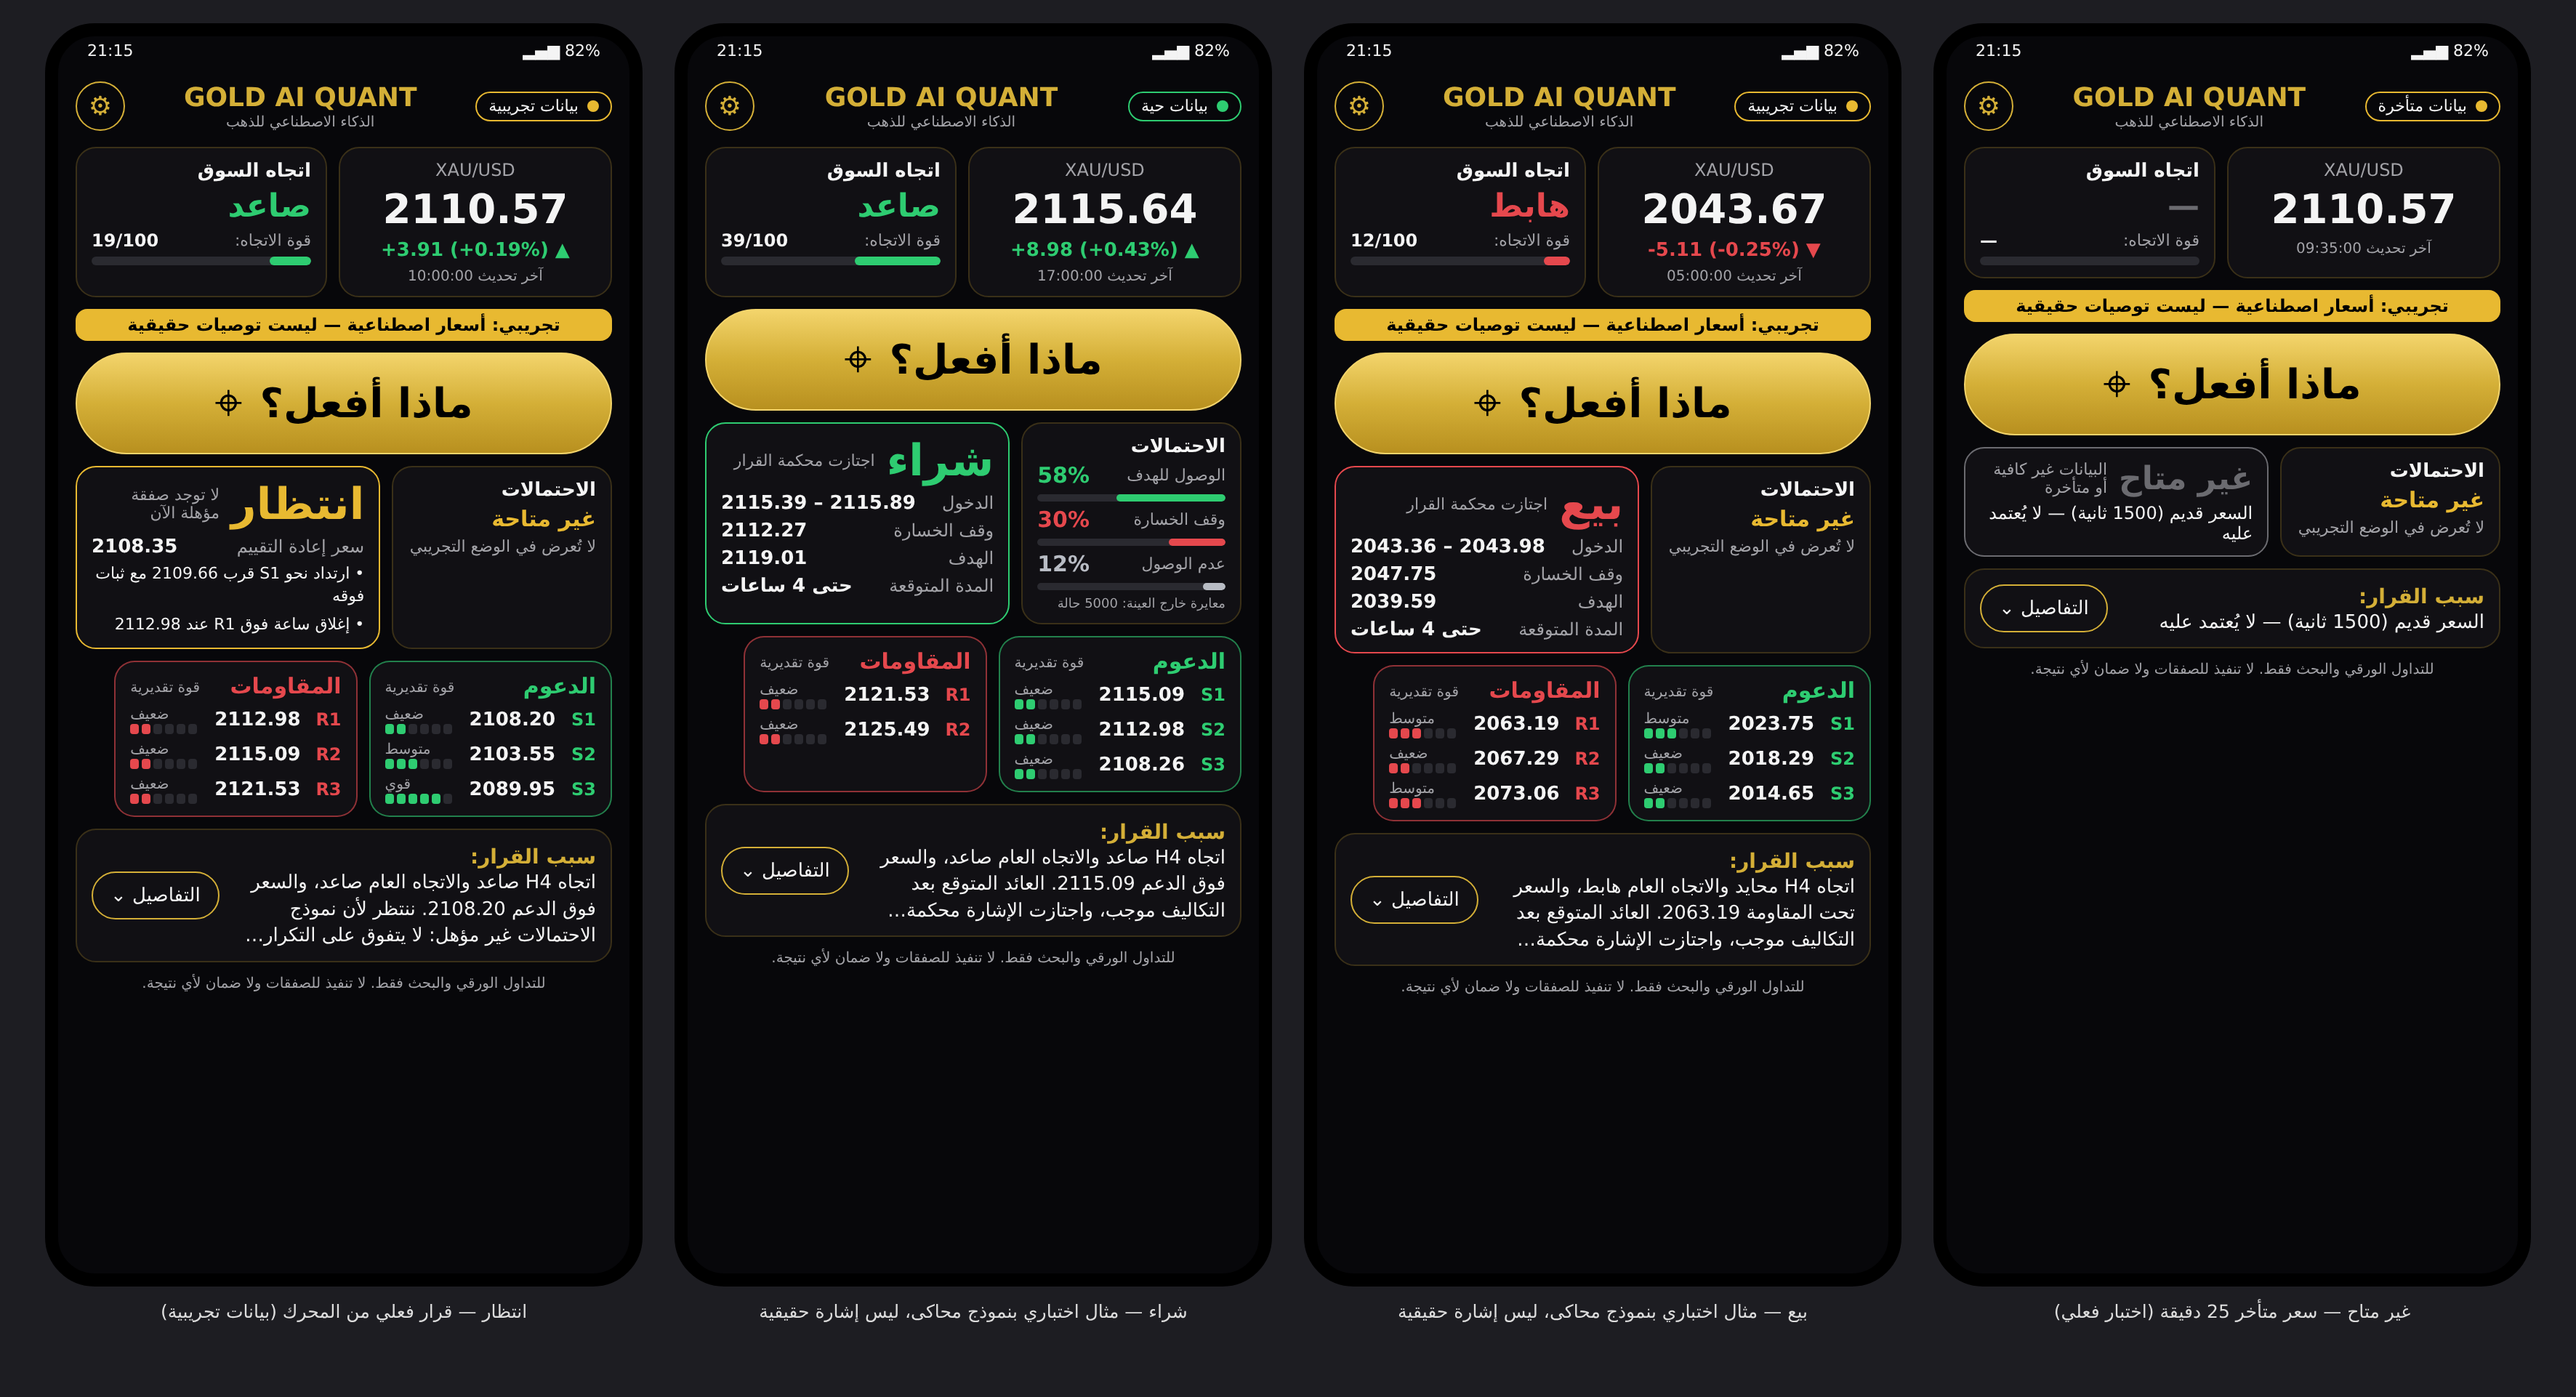 21:15
82%
GOLD AI QUANT
الذكاء الاصطناعي للذهب
بيانات تجريبية
XAU/USD
2110.57
+3.91 (+0.19%) ▲
آخر تحديث 10:00:00
اتجاه السوق
صاعد
قوة الاتجاه: 19/100
تجريبي: أسعار اصطناعية — ليست توصيات حقيقية
ماذا أفعل؟
الاحتمالات
غير متاحة
لا تُعرض في الوضع التجريبي
انتظار
لا توجد صفقة
مؤهلة الآن
سعر إعادة التقييم 2108.35
• ارتداد نحو S1 قرب 2109.66 مع ثبات
فوقه
• إغلاق ساعة فوق R1 عند 2112.98
الدعوم قوة تقديرية
S1 2108.20 ضعيف
S2 2103.55 متوسط
S3 2089.95 قوي
المقاومات قوة تقديرية
R1 2112.98 ضعيف
R2 2115.09 ضعيف
R3 2121.53 ضعيف
سبب القرار:
اتجاه H4 صاعد والاتجاه العام صاعد، والسعر
فوق الدعم 2108.20. ننتظر لأن نموذج
الاحتمالات غير مؤهل: لا يتفوق على التكرار...
التفاصيل
للتداول الورقي والبحث فقط. لا تنفيذ للصفقات ولا ضمان لأي نتيجة.
انتظار — قرار فعلي من المحرك (بيانات تجريبية)
21:15
82%
GOLD AI QUANT
الذكاء الاصطناعي للذهب
بيانات حية
XAU/USD
2115.64
+8.98 (+0.43%) ▲
آخر تحديث 17:00:00
اتجاه السوق
صاعد
قوة الاتجاه: 39/100
ماذا أفعل؟
الاحتمالات
الوصول للهدف 58%
وقف الخسارة 30%
عدم الوصول 12%
معايرة خارج العينة: 5000 حالة
شراء
اجتازت محكمة القرار
الدخول 2115.39 – 2115.89
وقف الخسارة 2112.27
الهدف 2119.01
المدة المتوقعة حتى 4 ساعات
الدعوم قوة تقديرية
S1 2115.09 ضعيف
S2 2112.98 ضعيف
S3 2108.26 ضعيف
المقاومات قوة تقديرية
R1 2121.53 ضعيف
R2 2125.49 ضعيف
سبب القرار:
اتجاه H4 صاعد والاتجاه العام صاعد، والسعر
فوق الدعم 2115.09. العائد المتوقع بعد
التكاليف موجب، واجتازت الإشارة محكمة...
التفاصيل
للتداول الورقي والبحث فقط. لا تنفيذ للصفقات ولا ضمان لأي نتيجة.
شراء — مثال اختباري بنموذج محاكى، ليس إشارة حقيقية
21:15
82%
GOLD AI QUANT
الذكاء الاصطناعي للذهب
بيانات تجريبية
XAU/USD
2043.67
-5.11 (-0.25%) ▼
آخر تحديث 05:00:00
اتجاه السوق
هابط
قوة الاتجاه: 12/100
تجريبي: أسعار اصطناعية — ليست توصيات حقيقية
ماذا أفعل؟
الاحتمالات
غير متاحة
لا تُعرض في الوضع التجريبي
بيع
اجتازت محكمة القرار
الدخول 2043.36 – 2043.98
وقف الخسارة 2047.75
الهدف 2039.59
المدة المتوقعة حتى 4 ساعات
الدعوم قوة تقديرية
S1 2023.75 متوسط
S2 2018.29 ضعيف
S3 2014.65 ضعيف
المقاومات قوة تقديرية
R1 2063.19 متوسط
R2 2067.29 ضعيف
R3 2073.06 متوسط
سبب القرار:
اتجاه H4 محايد والاتجاه العام هابط، والسعر
تحت المقاومة 2063.19. العائد المتوقع بعد
التكاليف موجب، واجتازت الإشارة محكمة...
التفاصيل
للتداول الورقي والبحث فقط. لا تنفيذ للصفقات ولا ضمان لأي نتيجة.
بيع — مثال اختباري بنموذج محاكى، ليس إشارة حقيقية
21:15
82%
GOLD AI QUANT
الذكاء الاصطناعي للذهب
بيانات متأخرة
XAU/USD
2110.57
آخر تحديث 09:35:00
اتجاه السوق
—
قوة الاتجاه: —
تجريبي: أسعار اصطناعية — ليست توصيات حقيقية
ماذا أفعل؟
الاحتمالات
غير متاحة
لا تُعرض في الوضع التجريبي
غير متاح
البيانات غير كافية
أو متأخرة
السعر قديم (1500 ثانية) — لا يُعتمد
عليه
سبب القرار:
السعر قديم (1500 ثانية) — لا يُعتمد عليه
التفاصيل
للتداول الورقي والبحث فقط. لا تنفيذ للصفقات ولا ضمان لأي نتيجة.
غير متاح — سعر متأخر 25 دقيقة (اختبار فعلي)